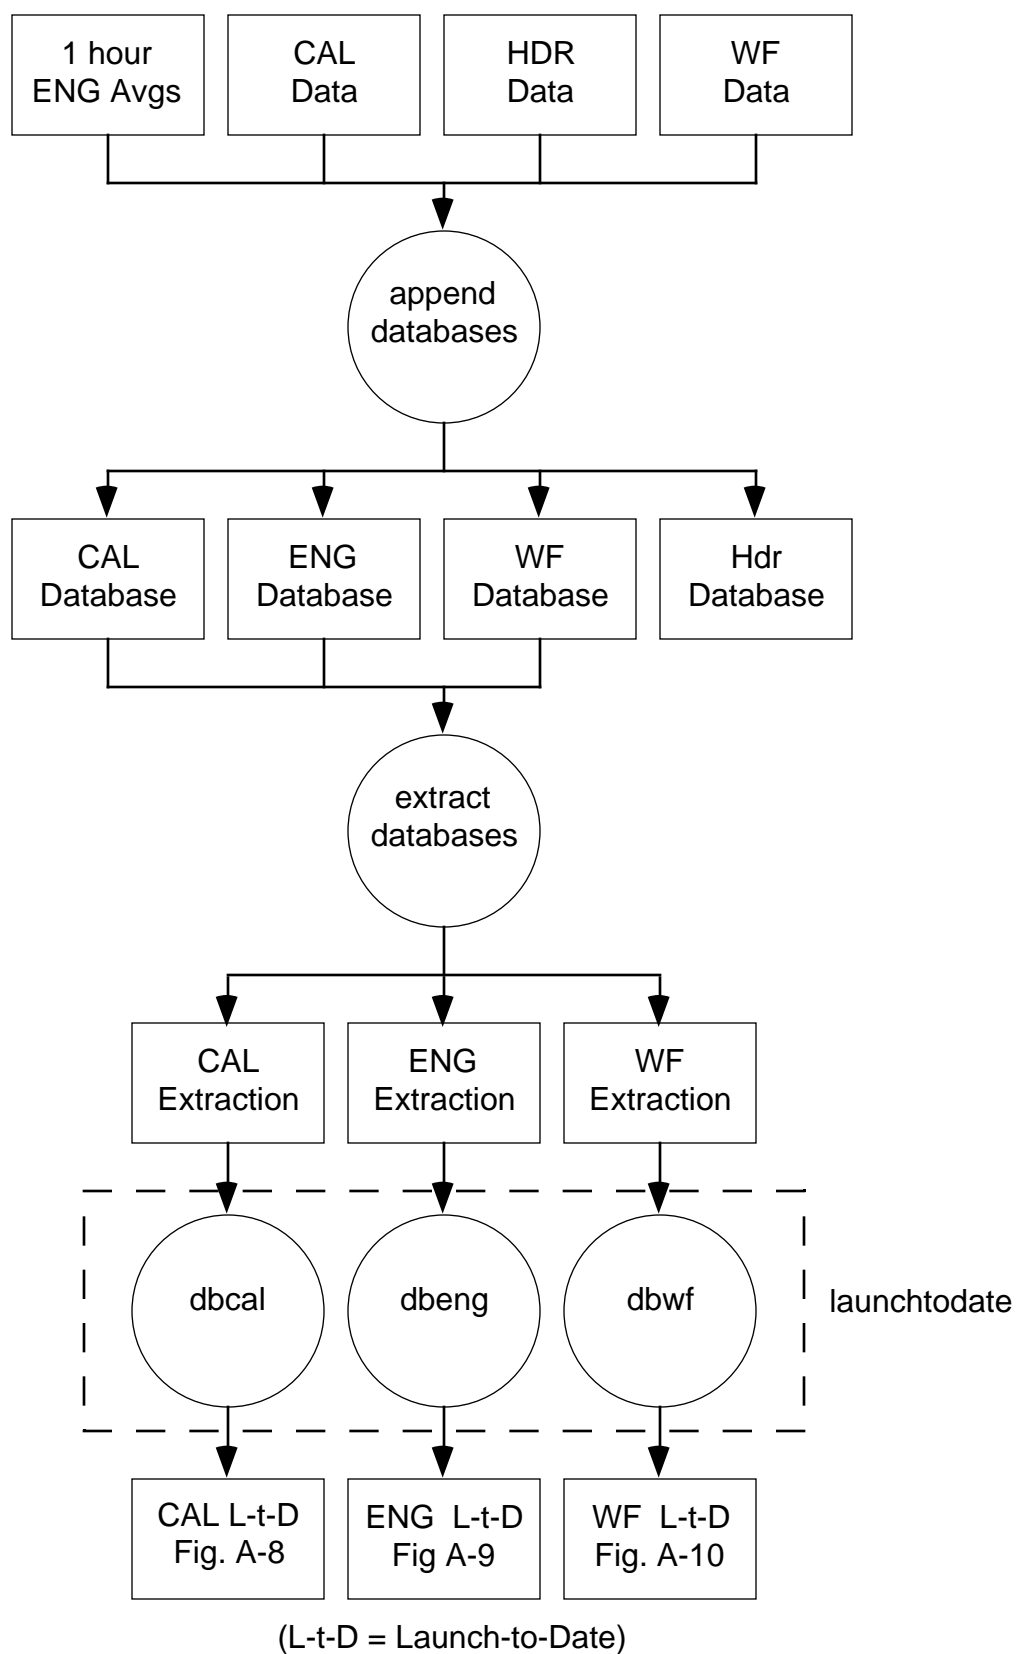 1 hour
ENG Avgs
CAL
Data
HDR
Data
WF
Data
append
databases
CAL
Database
ENG
Database
WF
Database
Hdr
Database
extract
databases
CAL
Extraction
ENG
Extraction
WF
Extraction
dbcal
dbeng
dbwf
launchtodate
CAL L-t-D
Fig. A-8
ENG L-t-D
Fig A-9
WF L-t-D
Fig. A-10
(L-t-D = Launch-to-Date)